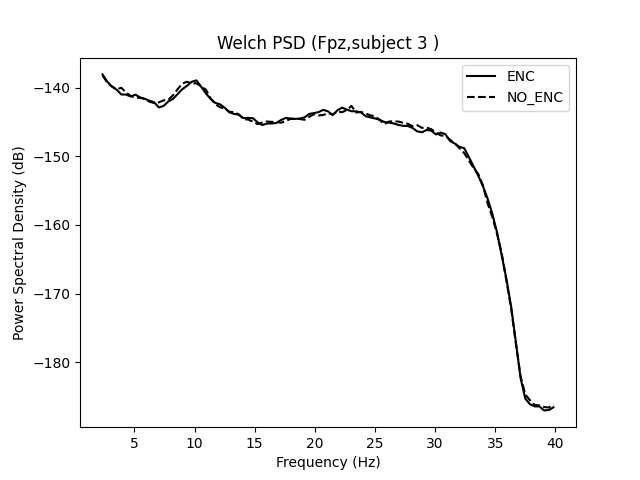 Welch PSD (Fpz,subject 3 )
ENC
NO_ENC
Power Spectral Density (dB)
−140
−150
−160
−170
−180
5 10 15 20 25 30 35 40
Frequency (Hz)